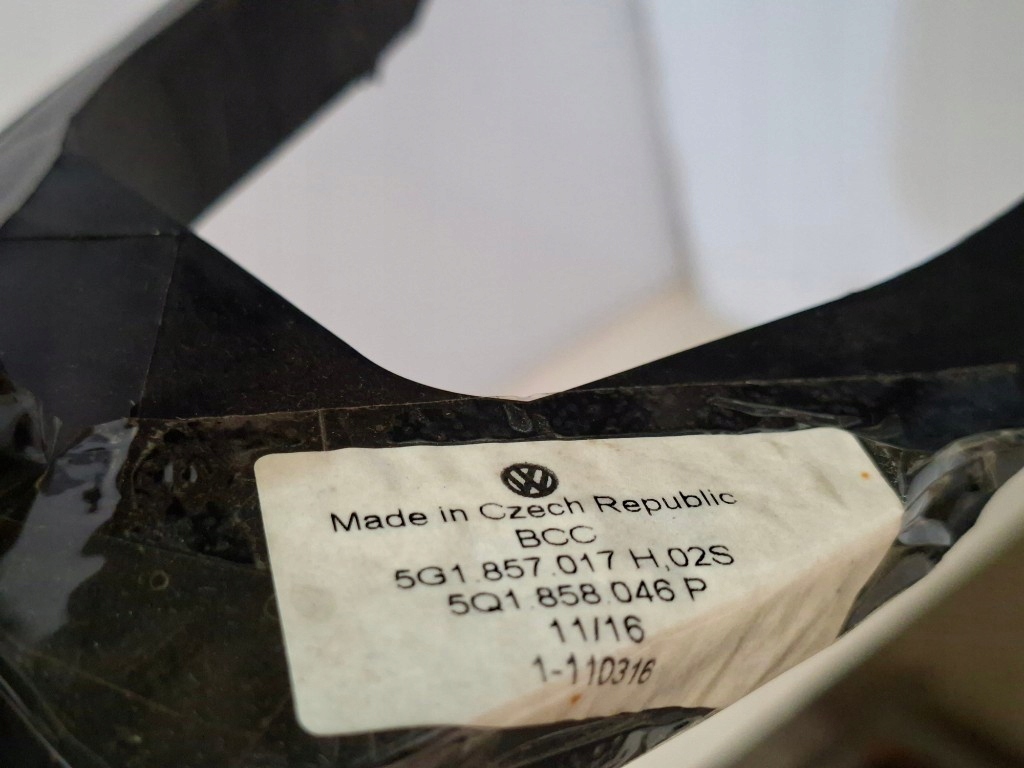 Made in Czech Republic
BCC
5G1.857.017 H,02S
5Q1.858.046 P
11/16
1-110316